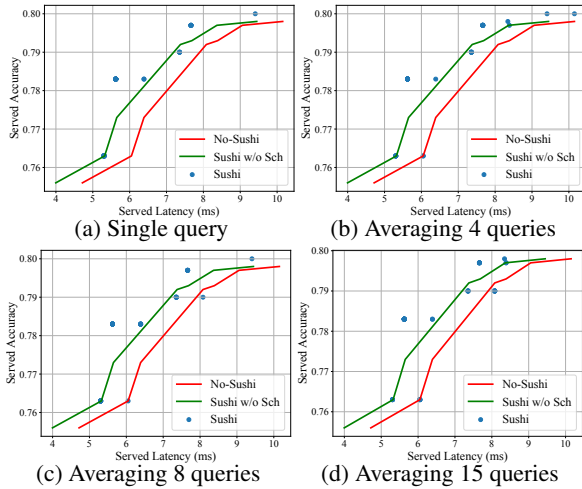 0.80
0.79
0.78
0.77
0.76
Served Accuracy
No-Sushi
Sushi w/o Sch
Sushi
4 5 6 7 8 9 10
Served Latency (ms)
(a) Single query
0.80
0.79
0.78
0.77
0.76
Served Accuracy
No-Sushi
Sushi w/o Sch
Sushi
4 5 6 7 8 9 10
Served Latency (ms)
(b) Averaging 4 queries
0.80
0.79
0.78
0.77
0.76
Served Accuracy
No-Sushi
Sushi w/o Sch
Sushi
4 5 6 7 8 9 10
Served Latency (ms)
(c) Averaging 8 queries
0.80
0.79
0.78
0.77
0.76
Served Accuracy
No-Sushi
Sushi w/o Sch
Sushi
4 5 6 7 8 9 10
Served Latency (ms)
(d) Averaging 15 queries